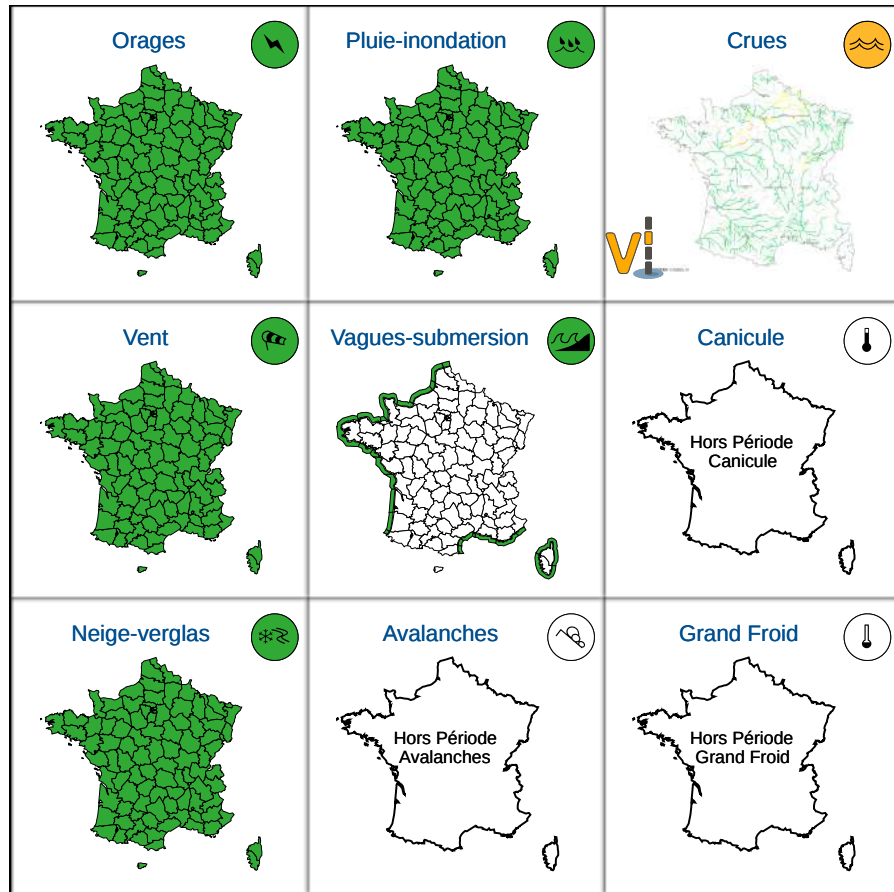 Orages
Pluie-inondation
Crues
Vi
Vent
Vagues-submersion
Canicule
Hors Période
Canicule
Neige-verglas
Avalanches
Grand Froid
Hors Période
Avalanches
Hors Période
Grand Froid